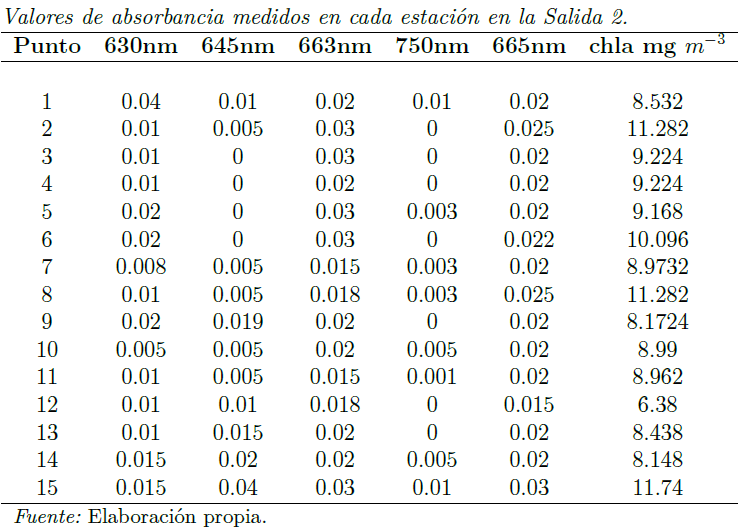 Valores de absorbancia medidos en cada estación en la Salida 2.
Punto 630nm 645nm 663nm 750nm 665nm chla mg m⁻³
1 0.04 0.01 0.02 0.01 0.02 8.532
2 0.01 0.005 0.03 0 0.025 11.282
3 0.01 0 0.03 0 0.02 9.224
4 0.01 0 0.02 0 0.02 9.224
5 0.02 0 0.03 0.003 0.02 9.168
6 0.02 0 0.03 0 0.022 10.096
7 0.008 0.005 0.015 0.003 0.02 8.9732
8 0.01 0.005 0.018 0.003 0.025 11.282
9 0.02 0.019 0.02 0 0.02 8.1724
10 0.005 0.005 0.02 0.005 0.02 8.99
11 0.01 0.005 0.015 0.001 0.02 8.962
12 0.01 0.01 0.018 0 0.015 6.38
13 0.01 0.015 0.02 0 0.02 8.438
14 0.015 0.02 0.02 0.005 0.02 8.148
15 0.015 0.04 0.03 0.01 0.03 11.74
Fuente: Elaboración propia.